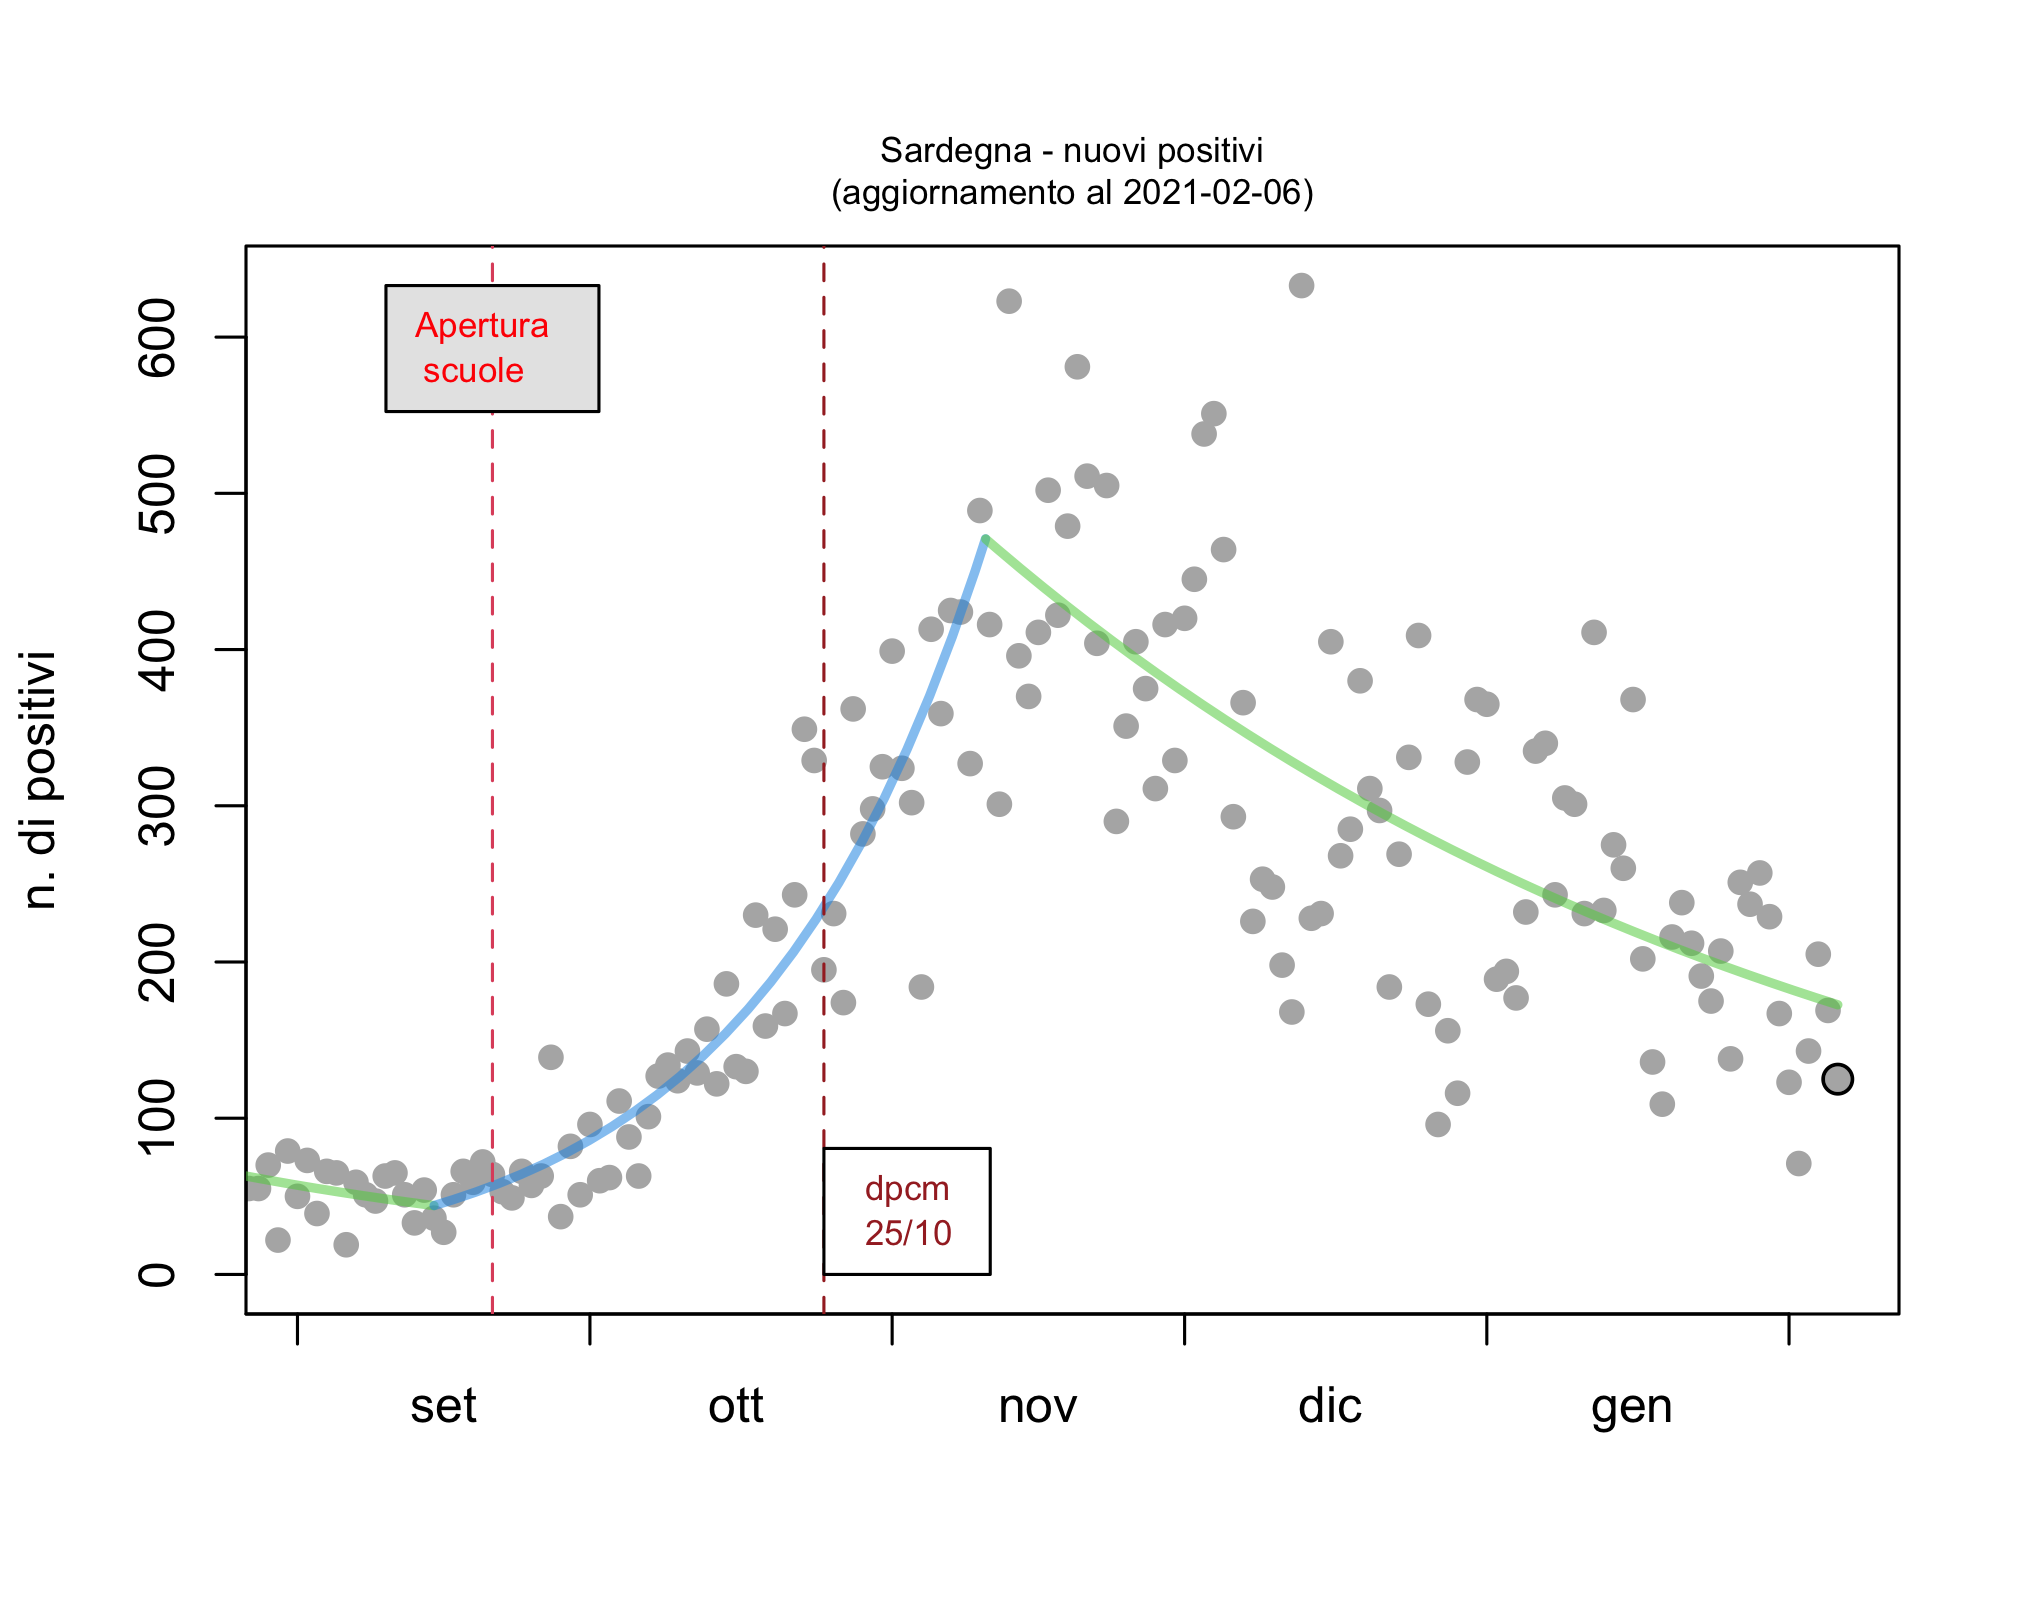 Sardegna - nuovi positivi
(aggiornamento al 2021-02-06)
n. di positivi
600
500
400
300
200
100
0
Apertura
scuole
dpcm
25/10
set
ott
nov
dic
gen